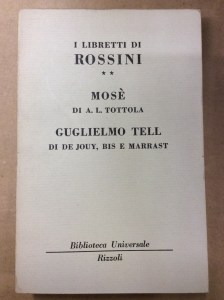 I LIBRETTI DI
ROSSINI
**
MOSÈ
DI A. L. TOTTOLA
GUGLIELMO TELL
DI DE JOUY, BIS E MARRAST
Biblioteca Universale
Rizzoli